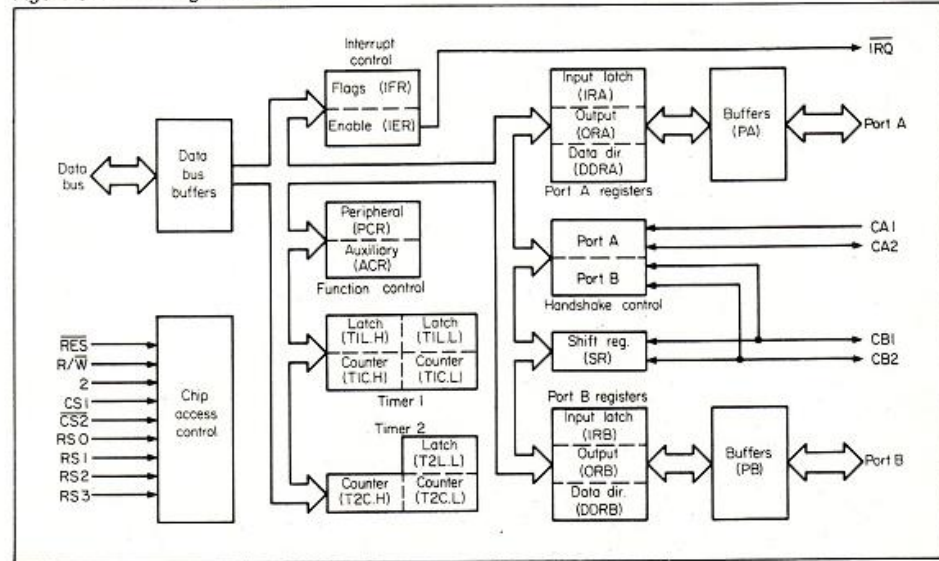 Interrupt
control
Flags (IFR)
Enable (IER)
IRQ
Input latch
(IRA)
Output
(ORA)
Data dir.
(DDRA)
Port A registers
Buffers
(PA)
Port A
Data
bus
Data
bus
buffers
Peripheral
(PCR)
Auxiliary
(ACR)
Function control
Port A
Port B
Handshake control
CA1
CA2
Latch
(T1L.H)
Latch
(T1L.L)
Counter
(T1C.H)
Counter
(T1C.L)
Timer 1
Shift reg.
(SR)
CB1
CB2
RES
R/W
2
CS1
CS2
RS0
RS1
RS2
RS3
Chip
access
control
Timer 2
Latch
(T2L.L)
Counter
(T2C.H)
Counter
(T2C.L)
Port B registers
Input latch
(IRB)
Output
(ORB)
Data dir.
(DDRB)
Buffers
(PB)
Port B